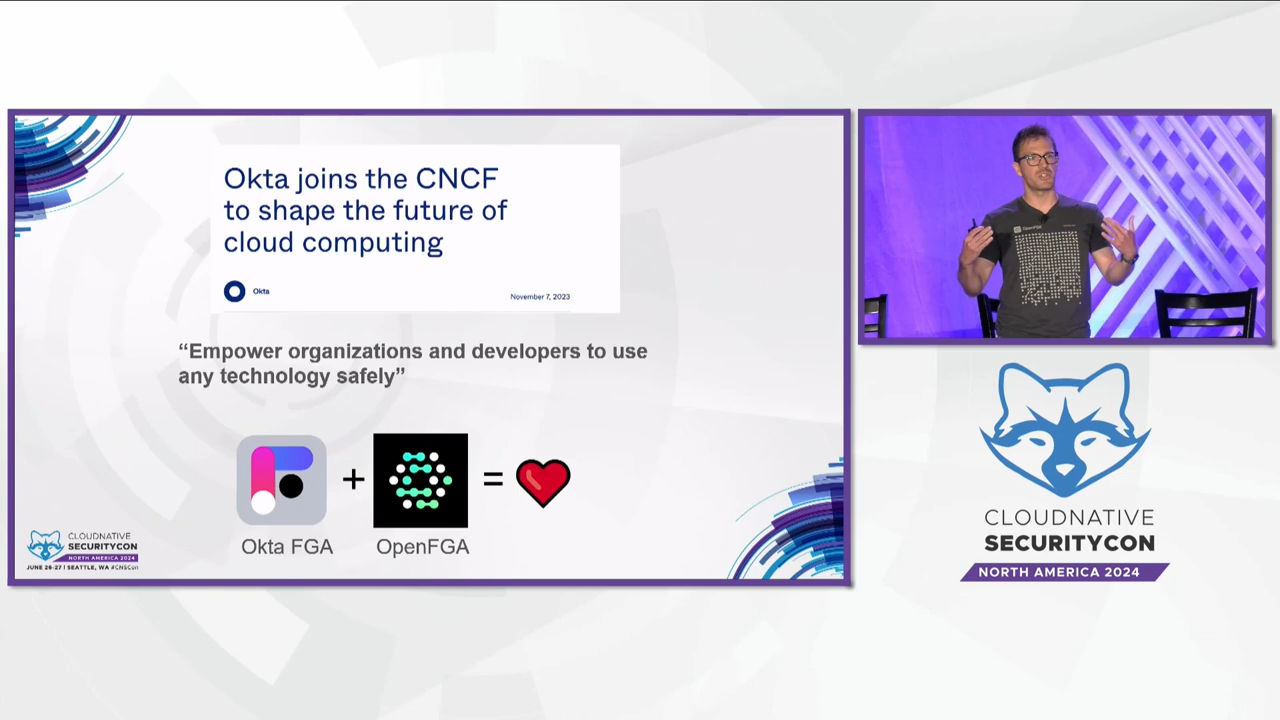 Okta joins the CNCF
to shape the future of
cloud computing
Okta
November 7, 2023
“Empower organizations and developers to use
any technology safely”
+
=
Okta FGA
OpenFGA
CLOUDNATIVE
SECURITYCON
NORTH AMERICA 2024
JUNE 26-27 | SEATTLE, WA #CNSCon
OpenFGA
CLOUDNATIVE
SECURITYCON
NORTH AMERICA 2024